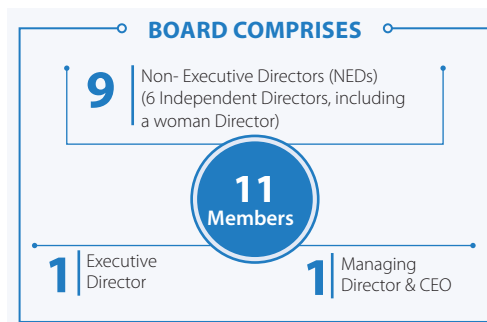 BOARD COMPRISES
9
Non- Executive Directors (NEDs)
(6 Independent Directors, including
a woman Director)
11
Members
1
Executive
Director
1
Managing
Director & CEO